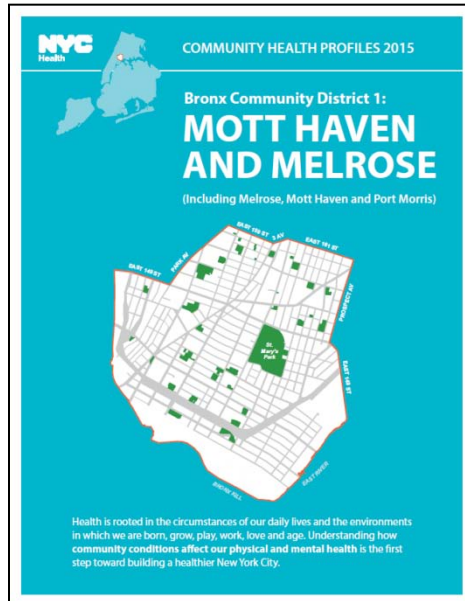 NYC
Health
COMMUNITY HEALTH PROFILES 2015
Bronx Community District 1:
MOTT HAVEN
AND MELROSE
(Including Melrose, Mott Haven and Port Morris)
EAST 149 ST
PARK AV
EAST 159 ST
3 AV
EAST 161 ST
PROSPECT AV
St.
Mary's
Park
EAST 149 ST
EAST RIVER
BRONX KILL
Health is rooted in the circumstances of our daily lives and the environments
in which we are born, grow, play, work, love and age. Understanding how
community conditions affect our physical and mental health is the first
step toward building a healthier New York City.